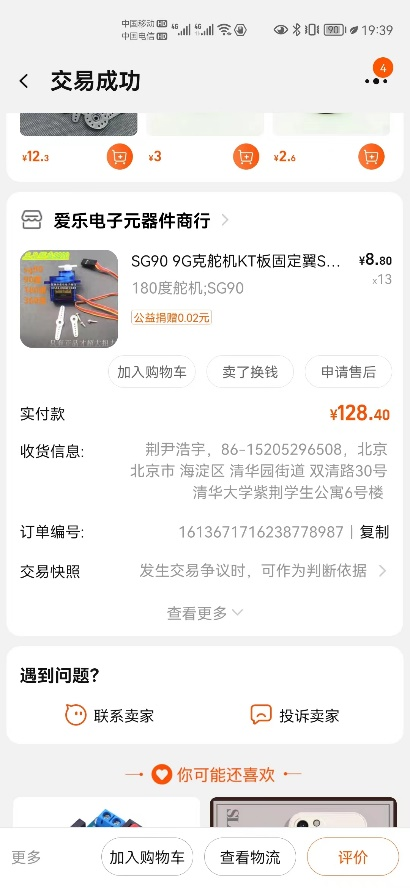 中国移动 HD 4G 4G 90 19:39
中国电信 HD
交易成功
4
¥12.3
¥3
¥2.6
爱乐电子元器件商行
SG90 9G克舵机KT板固定翼S... ¥8.80
180度舵机;SG90 x13
公益捐赠0.02元
加入购物车 卖了换钱 申请售后
实付款 ¥128.40
收货信息: 荆尹浩宇, 86-15205296508, 北京
北京市 海淀区 清华园街道 双清路30号
清华大学紫荆学生公寓6号楼
订单编号: 1613671716238778987 | 复制
交易快照 发生交易争议时，可作为判断依据
查看更多
遇到问题?
联系卖家 投诉卖家
你可能还喜欢
更多 加入购物车 查看物流 评价